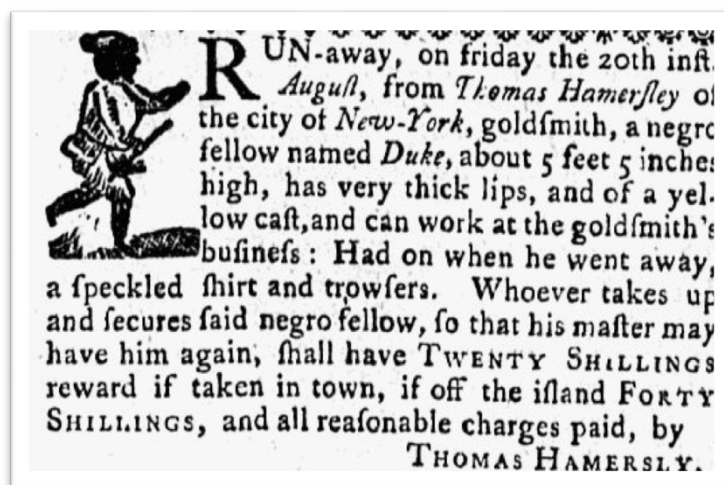 RUN-away, on friday the 20th inſt.
Auguſt, from Thomas Hamerſley of
the city of New-York, goldſmith, a negro
fellow named Duke, about 5 feet 5 inches
high, has very thick lips, and of a yel-
low caſt, and can work at the goldſmith's
buſineſs : Had on when he went away,
a ſpeckled ſhirt and trowſers. Whoever takes up
and ſecures ſaid negro fellow, ſo that his maſter may
have him again, ſhall have TWENTY SHILLINGS
reward if taken in town, if off the iſland FORTY
SHILLINGS, and all reaſonable charges paid, by
THOMAS HAMERSLY.